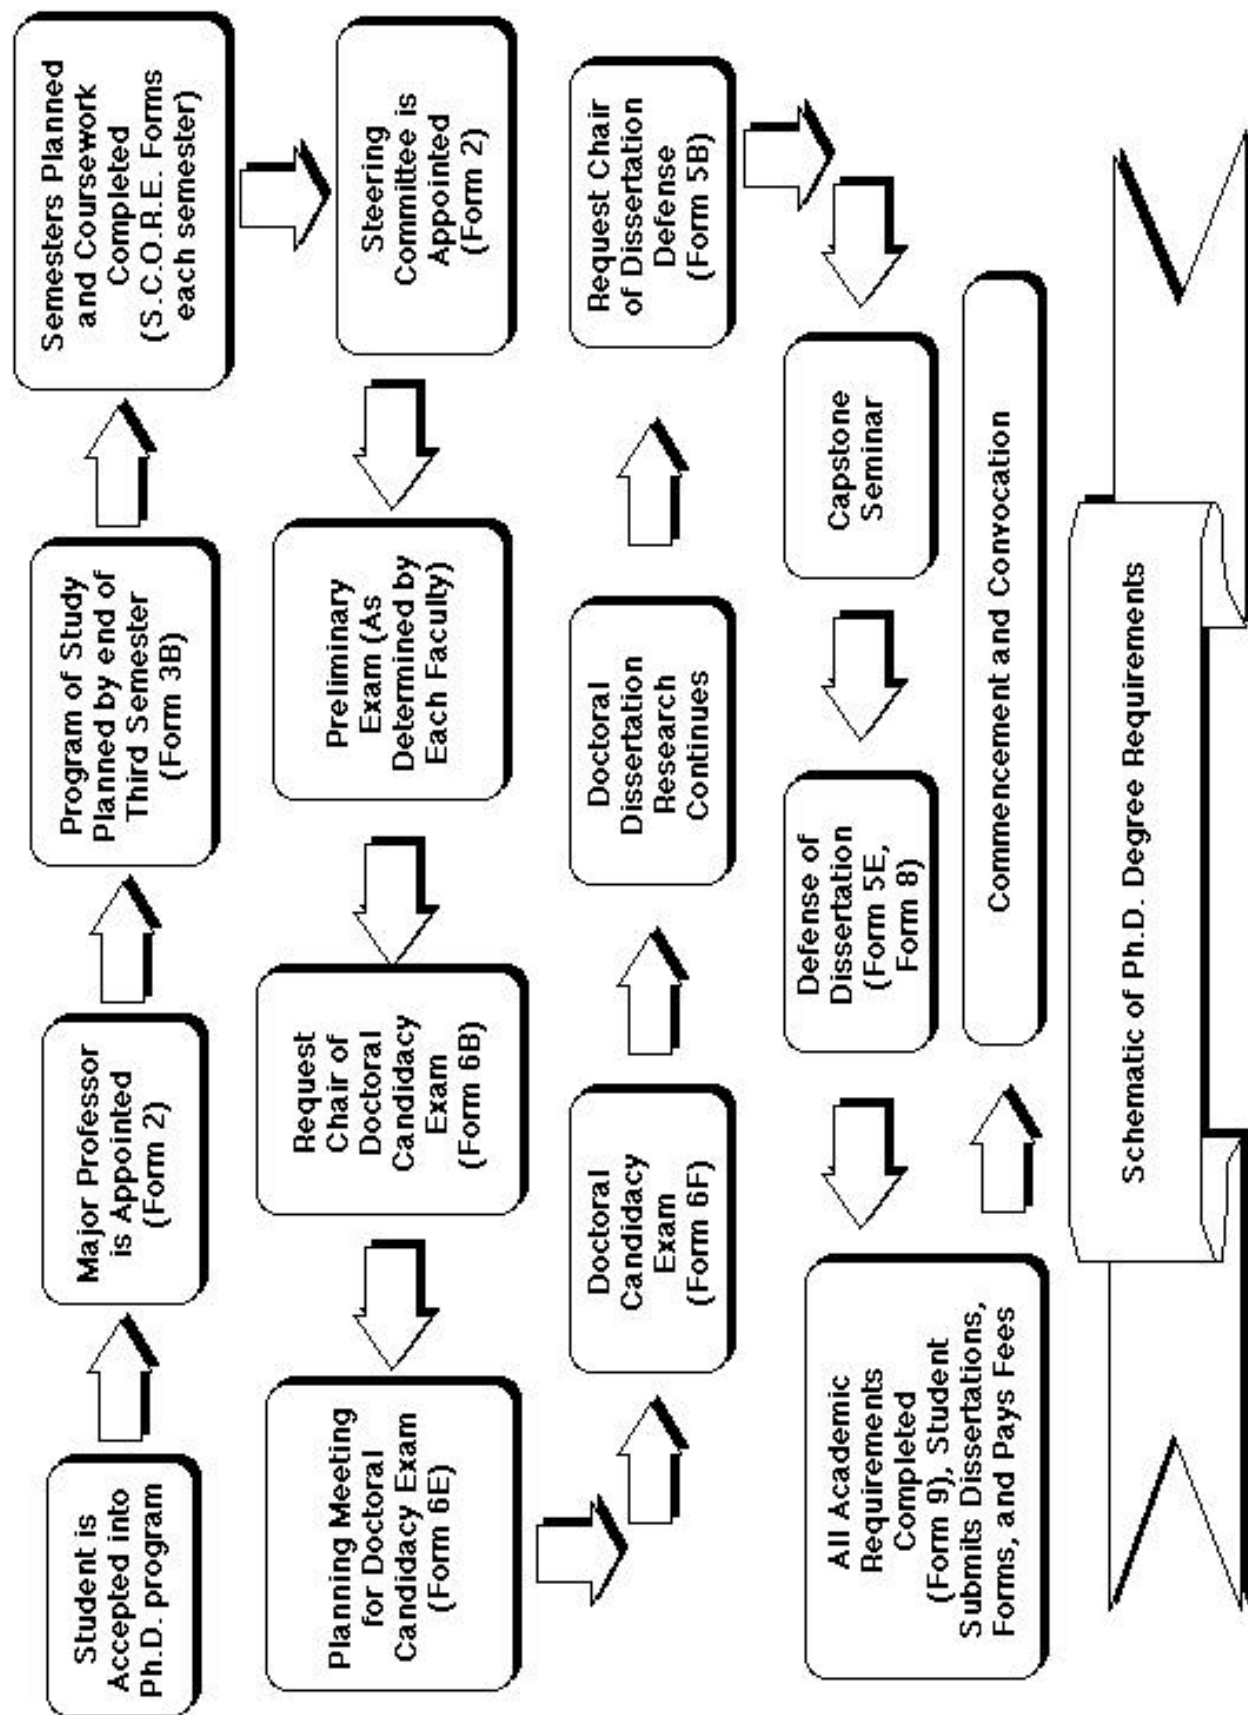 Student is
Accepted into
Ph.D. program
Major Professor
is Appointed
(Form 2)
Program of Study
Planned by end of
Third Semester
(Form 3B)
Semesters Planned
and Coursework
Completed
(S.C.O.R.E. Forms
each semester)
Steering
Committee is
Appointed
(Form 2)
Preliminary
Exam (As
Determined by
Each Faculty)
Request
Chair of
Doctoral
Candidacy
Exam
(Form 6B)
Planning Meeting
for Doctoral
Candidacy Exam
(Form 6E)
Doctoral
Candidacy
Exam
(Form 6F)
Doctoral
Dissertation
Research
Continues
Request Chair
of Dissertation
Defense
(Form 5B)
Capstone
Seminar
Defense of
Dissertation
(Form 5E,
Form 8)
All Academic
Requirements
Completed
(Form 9), Student
Submits Dissertations,
Forms, and Pays Fees
Commencement and Convocation
Schematic of Ph.D. Degree Requirements